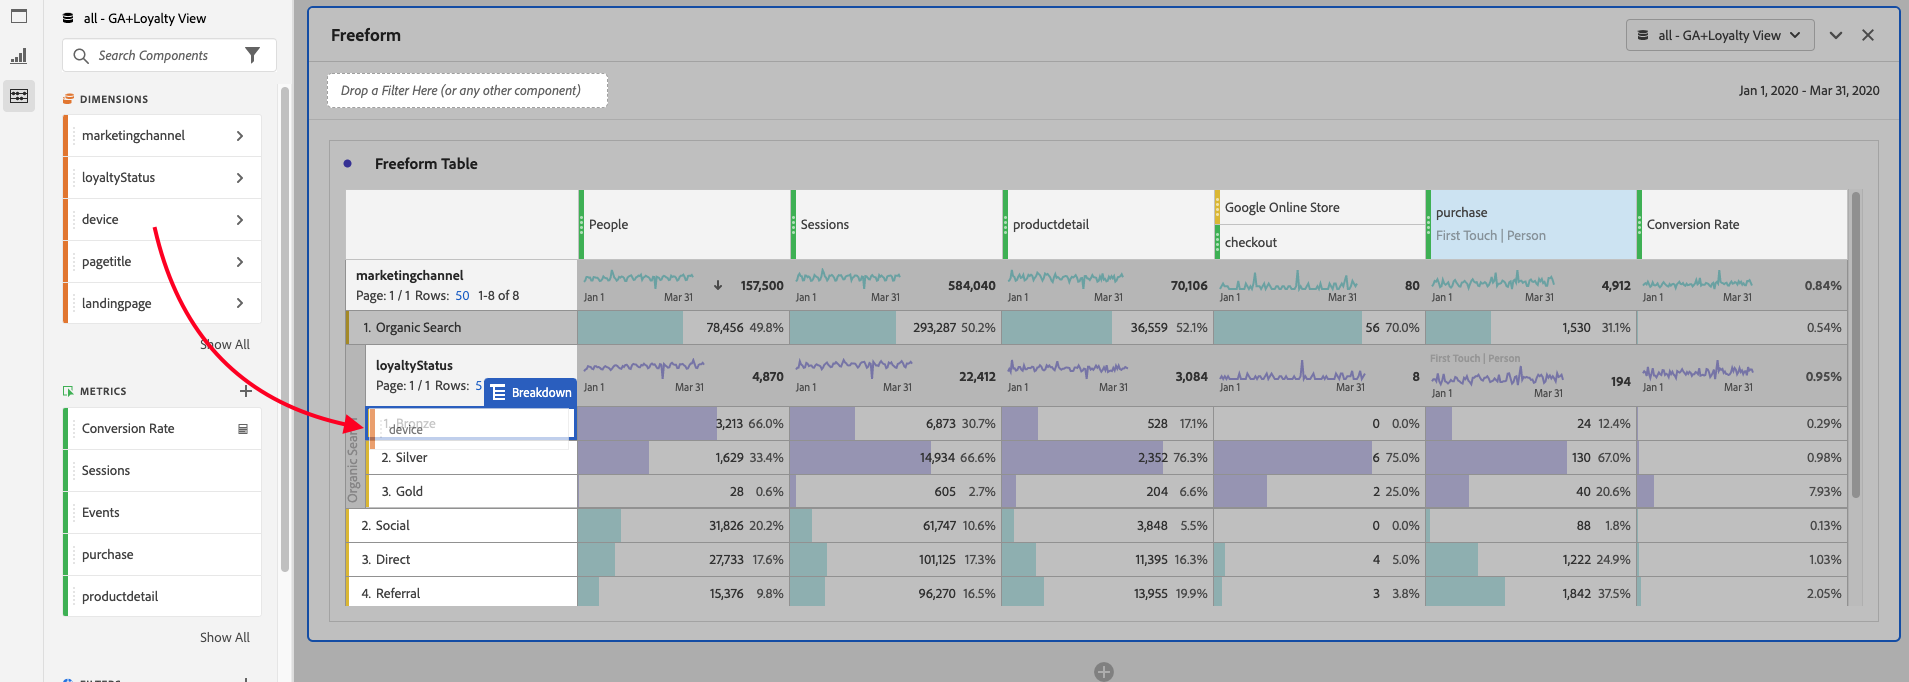 all - GA+Loyalty View
Search Components
DIMENSIONS
marketingchannel
loyaltyStatus
device
pagetitle
landingpage
Show All
METRICS
Conversion Rate
Sessions
Events
purchase
productdetail
Show All
FILTERS
Freeform
all - GA+Loyalty View
Drop a Filter Here (or any other component)
Jan 1, 2020 - Mar 31, 2020
Freeform Table
People Sessions productdetail Google Online Store checkout purchase First Touch | Person Conversion Rate
marketingchannel
Page: 1 / 1 Rows: 50 1-8 of 8
157,500 584,040 70,106 80 4,912 0.84%
Jan 1 Mar 31 Jan 1 Mar 31 Jan 1 Mar 31 Jan 1 Mar 31 Jan 1 Mar 31 Jan 1 Mar 31
1. Organic Search 78,456 49.8% 293,287 50.2% 36,559 52.1% 56 70.0% 1,530 31.1% 0.54%
Organic Sear
loyaltyStatus
First Touch | Person
Page: 1 / 1 Rows: 5
4,870 22,412 3,084 8 194 0.95%
Jan 1 Mar 31 Jan 1 Mar 31 Jan 1 Mar 31 Jan 1 Mar 31 Jan 1 Mar 31 Jan 1 Mar 31
Breakdown
1. Bronze 3,213 66.0% 6,873 30.7% 528 17.1% 0 0.0% 24 12.4% 0.29%
device
2. Silver 1,629 33.4% 14,934 66.6% 2,352 76.3% 6 75.0% 130 67.0% 0.98%
3. Gold 28 0.6% 605 2.7% 204 6.6% 2 25.0% 40 20.6% 7.93%
2. Social 31,826 20.2% 61,747 10.6% 3,848 5.5% 0 0.0% 88 1.8% 0.13%
3. Direct 27,733 17.6% 101,125 17.3% 11,395 16.3% 4 5.0% 1,222 24.9% 1.03%
4. Referral 15,376 9.8% 96,270 16.5% 13,955 19.9% 3 3.8% 1,842 37.5% 2.05%